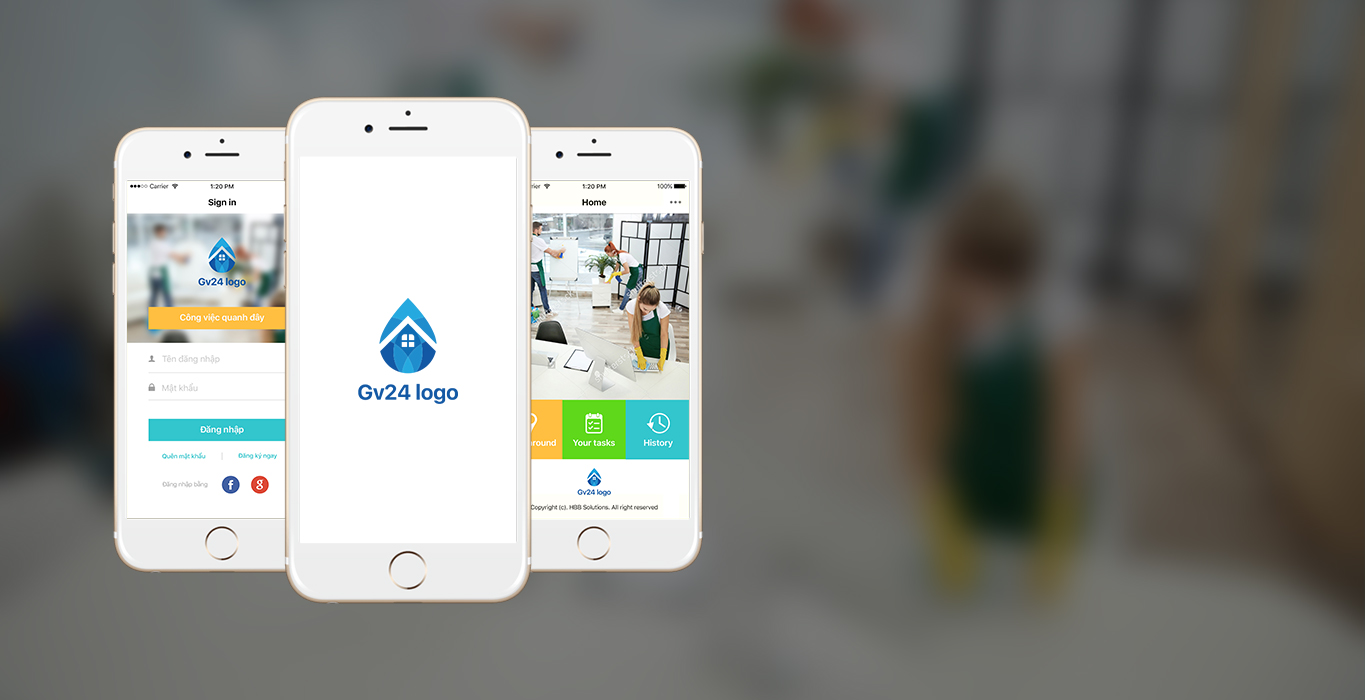 Carrier
1:20 PM
Sign in
Gv24 logo
Công việc quanh đây
Tên đăng nhập
Mật khẩu
Đăng nhập
Quên mật khẩu
Đăng ký ngay
Đăng nhập bằng
f
g
Gv24 logo
1:20 PM
100%
Home
Your tasks
History
Gv24 logo
Copyright (c). HBB Solutions. All right reserved.